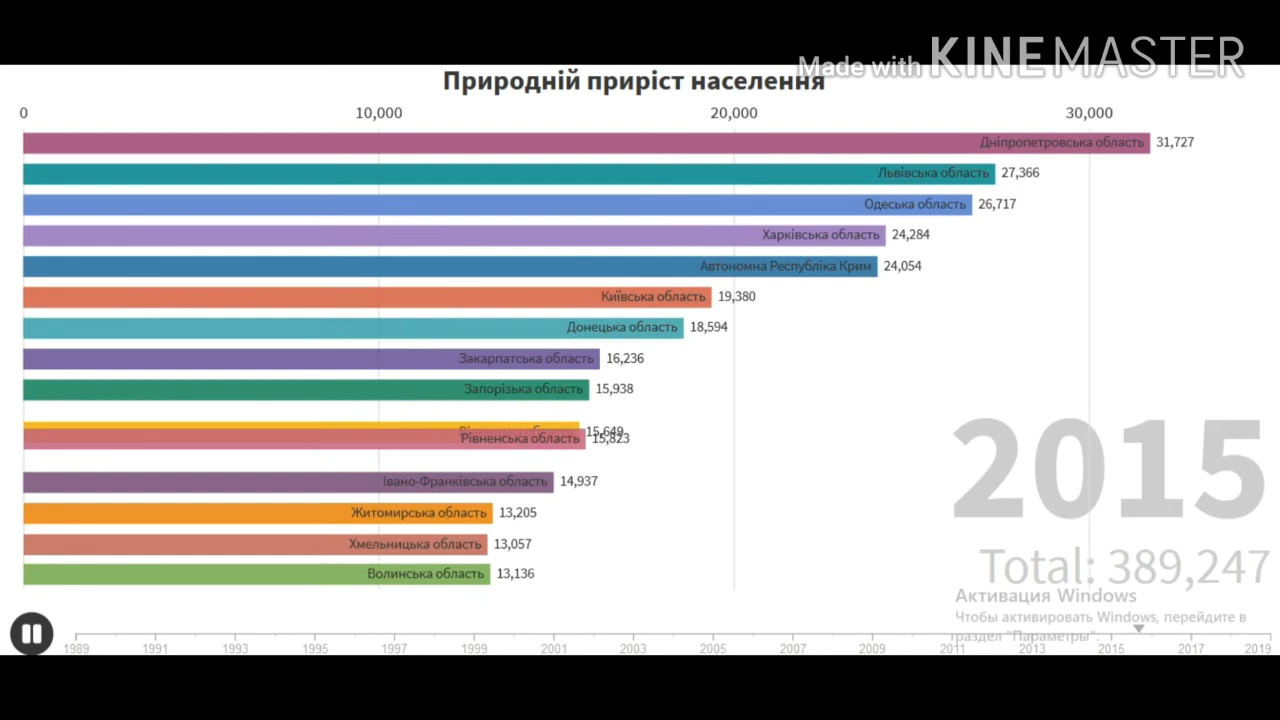 Made with KINEMASTER
Природній приріст населення
0 10,000 20,000 30,000
Дніпропетровська область 31,727
Львівська область 27,366
Одеська область 26,717
Харківська область 24,284
Автономна Республіка Крим 24,054
Київська область 19,380
Донецька область 18,594
Закарпатська область 16,236
Запорізька область 15,938
15,649
Рівненська область 15,823
Івано-Франківська область 14,937
Житомирська область 13,205
Хмельницька область 13,057
Волинська область 13,136
2015
Total: 389,247
Активация Windows
Чтобы активировать Windows, перейдите в
раздел "Параметры".
1989 1991 1993 1995 1997 1999 2001 2003 2005 2007 2009 2011 2013 2015 2017 2019